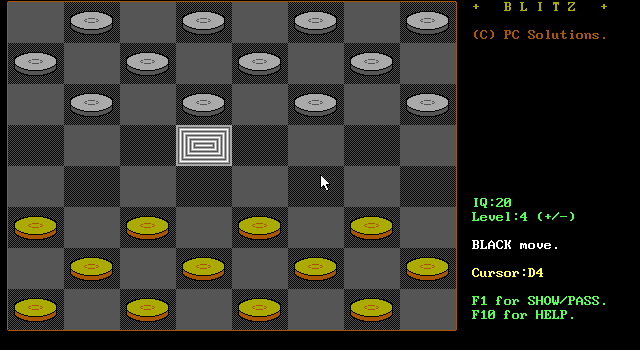 + B L I T Z +
(C) PC Solutions.
IQ:20
Level:4 (+/-)
BLACK move.
Cursor:D4
F1 for SHOW/PASS.
F10 for HELP.